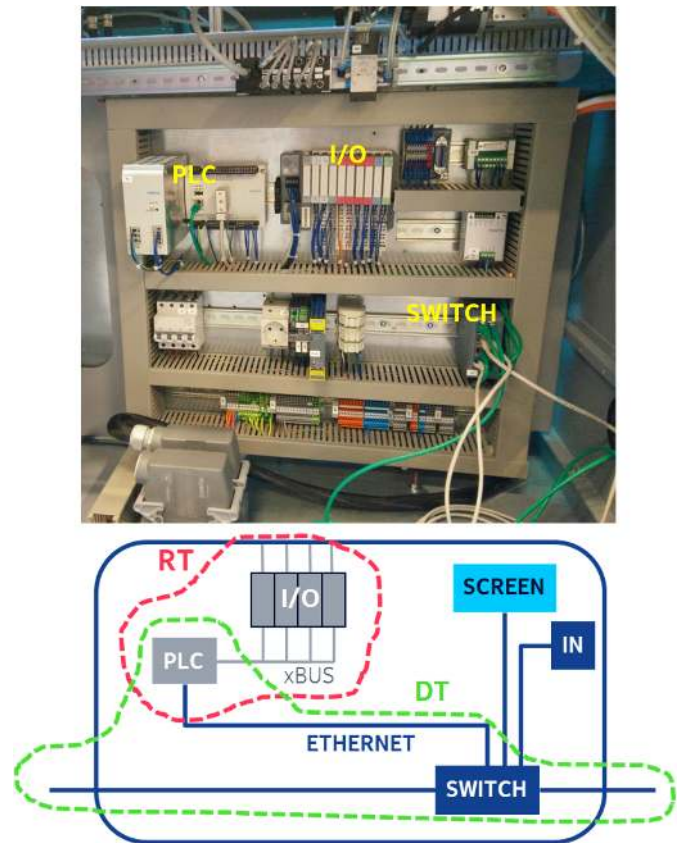 PLC
I/O
SWITCH
RT
I/O
SCREEN
PLC
IN
xBUS
DT
ETHERNET
SWITCH